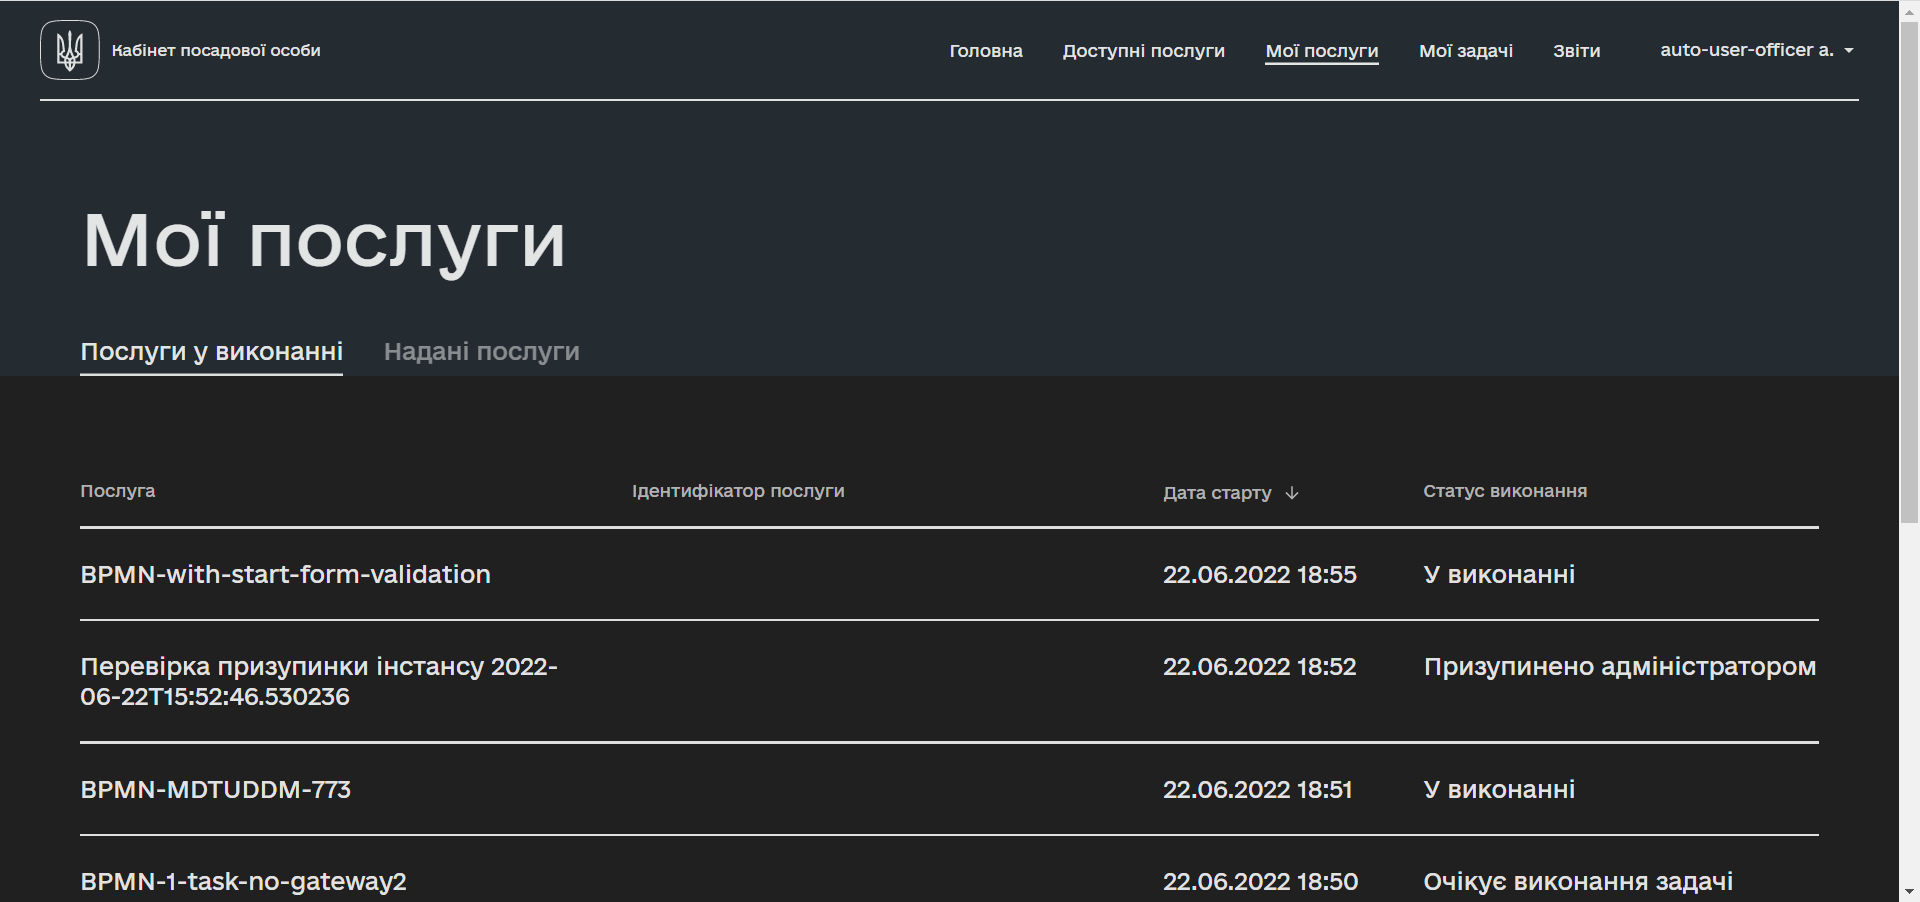 Кабінет посадової особи
Головна
Доступні послуги
Мої послуги
Мої задачі
Звіти
auto-user-officer a.
Мої послуги
Послуги у виконанні
Надані послуги
Послуга
Ідентифікатор послуги
Дата старту
Статус виконання
BPMN-with-start-form-validation
22.06.2022 18:55
У виконанні
Перевірка призупинки інстансу 2022-
06-22T15:52:46.530236
22.06.2022 18:52
Призупинено адміністратором
BPMN-MDTUDDM-773
22.06.2022 18:51
У виконанні
BPMN-1-task-no-gateway2
22.06.2022 18:50
Очікує виконання задачі